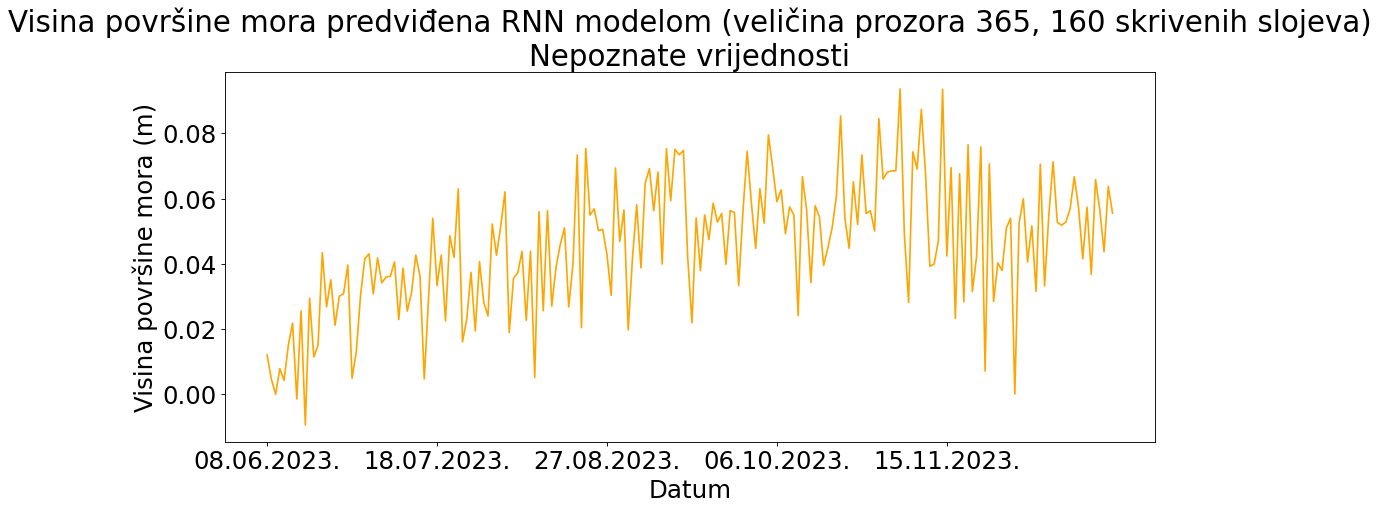 Visina površine mora predviđena RNN modelom (veličina prozora 365, 160 skrivenih slojeva)
Nepoznate vrijednosti
Visina površine mora (m)
0.08
0.06
0.04
0.02
0.00
08.06.2023. 18.07.2023. 27.08.2023. 06.10.2023. 15.11.2023.
Datum